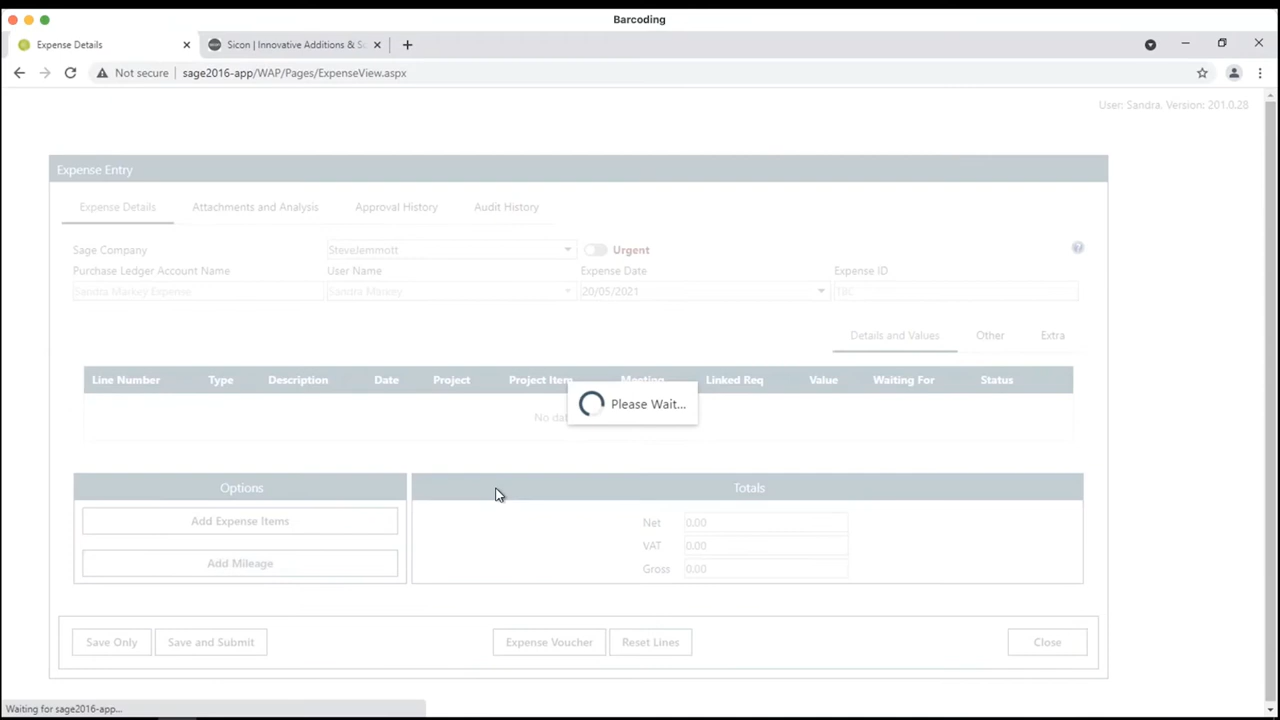 Barcoding
Expense Details
Sicon | Innovative Additions & S
Not secure | sage2016-app/WAP/Pages/ExpenseView.aspx
User: Sandra. Version: 201.0.28
Expense Entry
Expense Details Attachments and Analysis Approval History Audit History
Sage Company SteveJemmott Urgent
Purchase Ledger Account Name User Name Expense Date Expense ID
Sandra Markey Expense Sandra Markey 20/05/2021 TBC
Details and Values Other Extra
Line Number Type Description Date Project Project Item Meeting Linked Req Value Waiting For Status
No dat
Please Wait...
Options Totals
Add Expense Items
Net 0.00
VAT 0.00
Add Mileage
Gross 0.00
Save Only Save and Submit Expense Voucher Reset Lines Close
Waiting for sage2016-app...